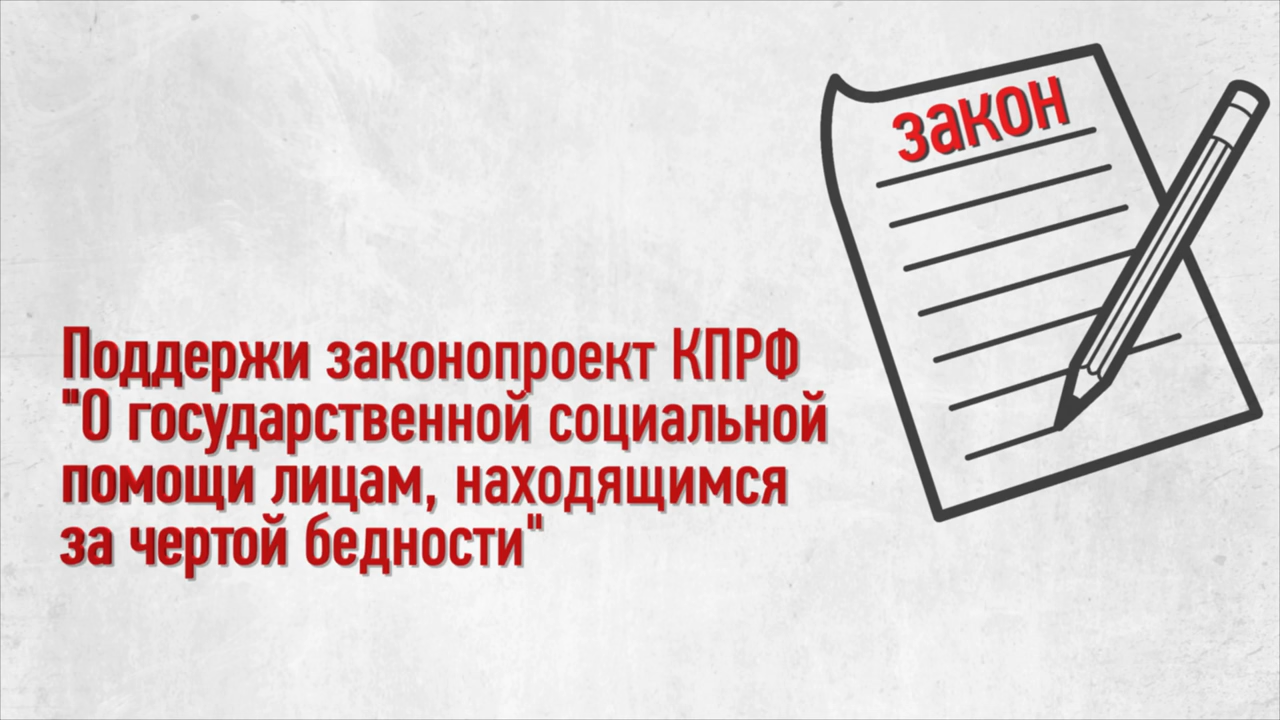 закон
Поддержи законопроект КПРФ
"О государственной социальной
помощи лицам, находящимся
за чертой бедности"